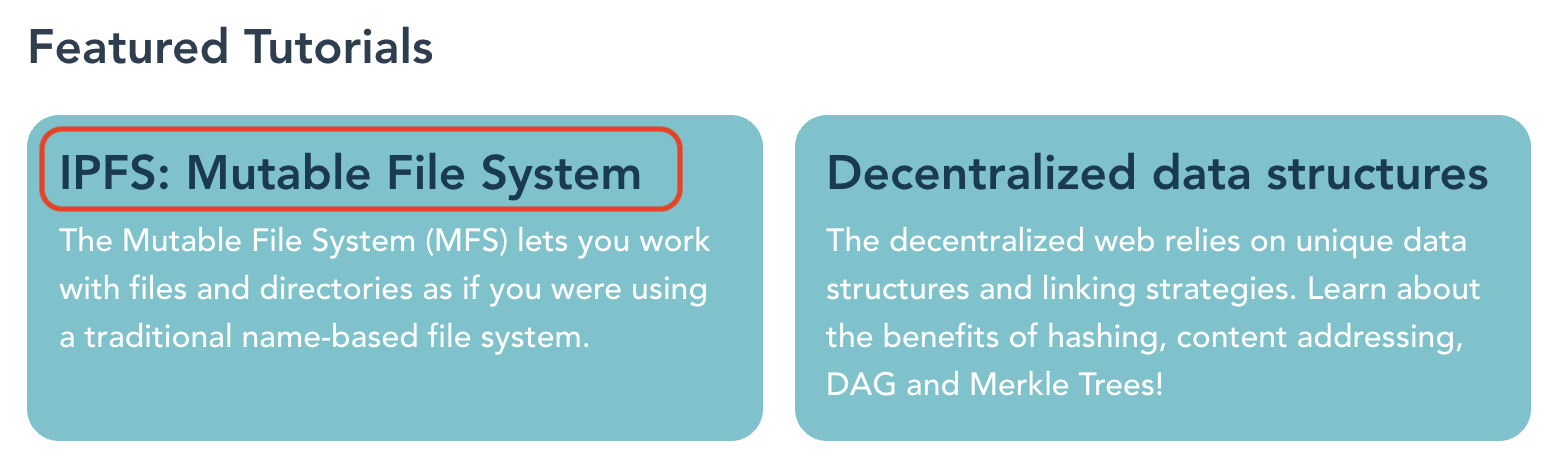 Featured Tutorials
IPFS: Mutable File System
The Mutable File System (MFS) lets you work
with files and directories as if you were using
a traditional name-based file system.
Decentralized data structures
The decentralized web relies on unique data
structures and linking strategies. Learn about
the benefits of hashing, content addressing,
DAG and Merkle Trees!